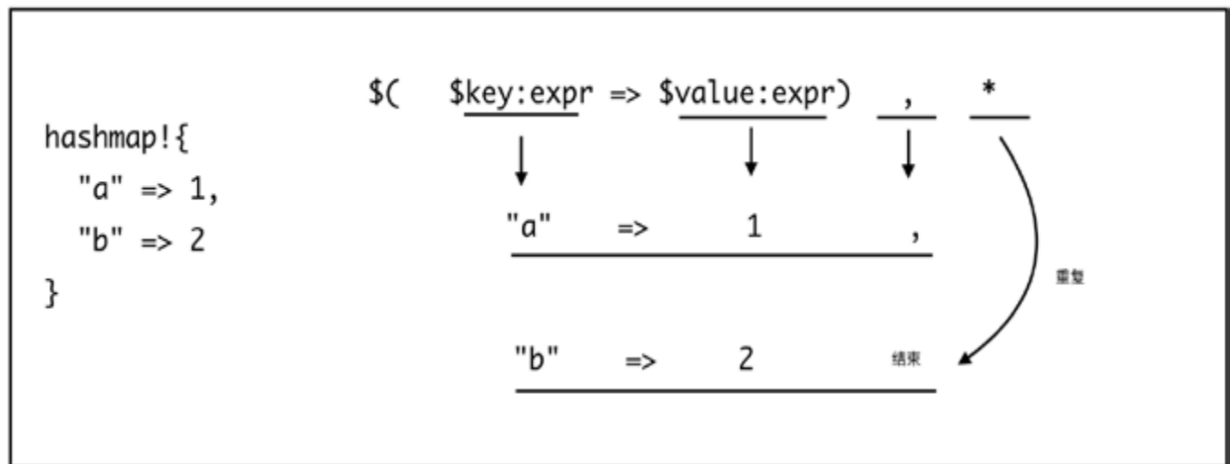 $( $key:expr => $value:expr) , *
hashmap!{
"a" => 1,
"b" => 2
}
"a" => 1 ,
重复
"b" => 2 结束